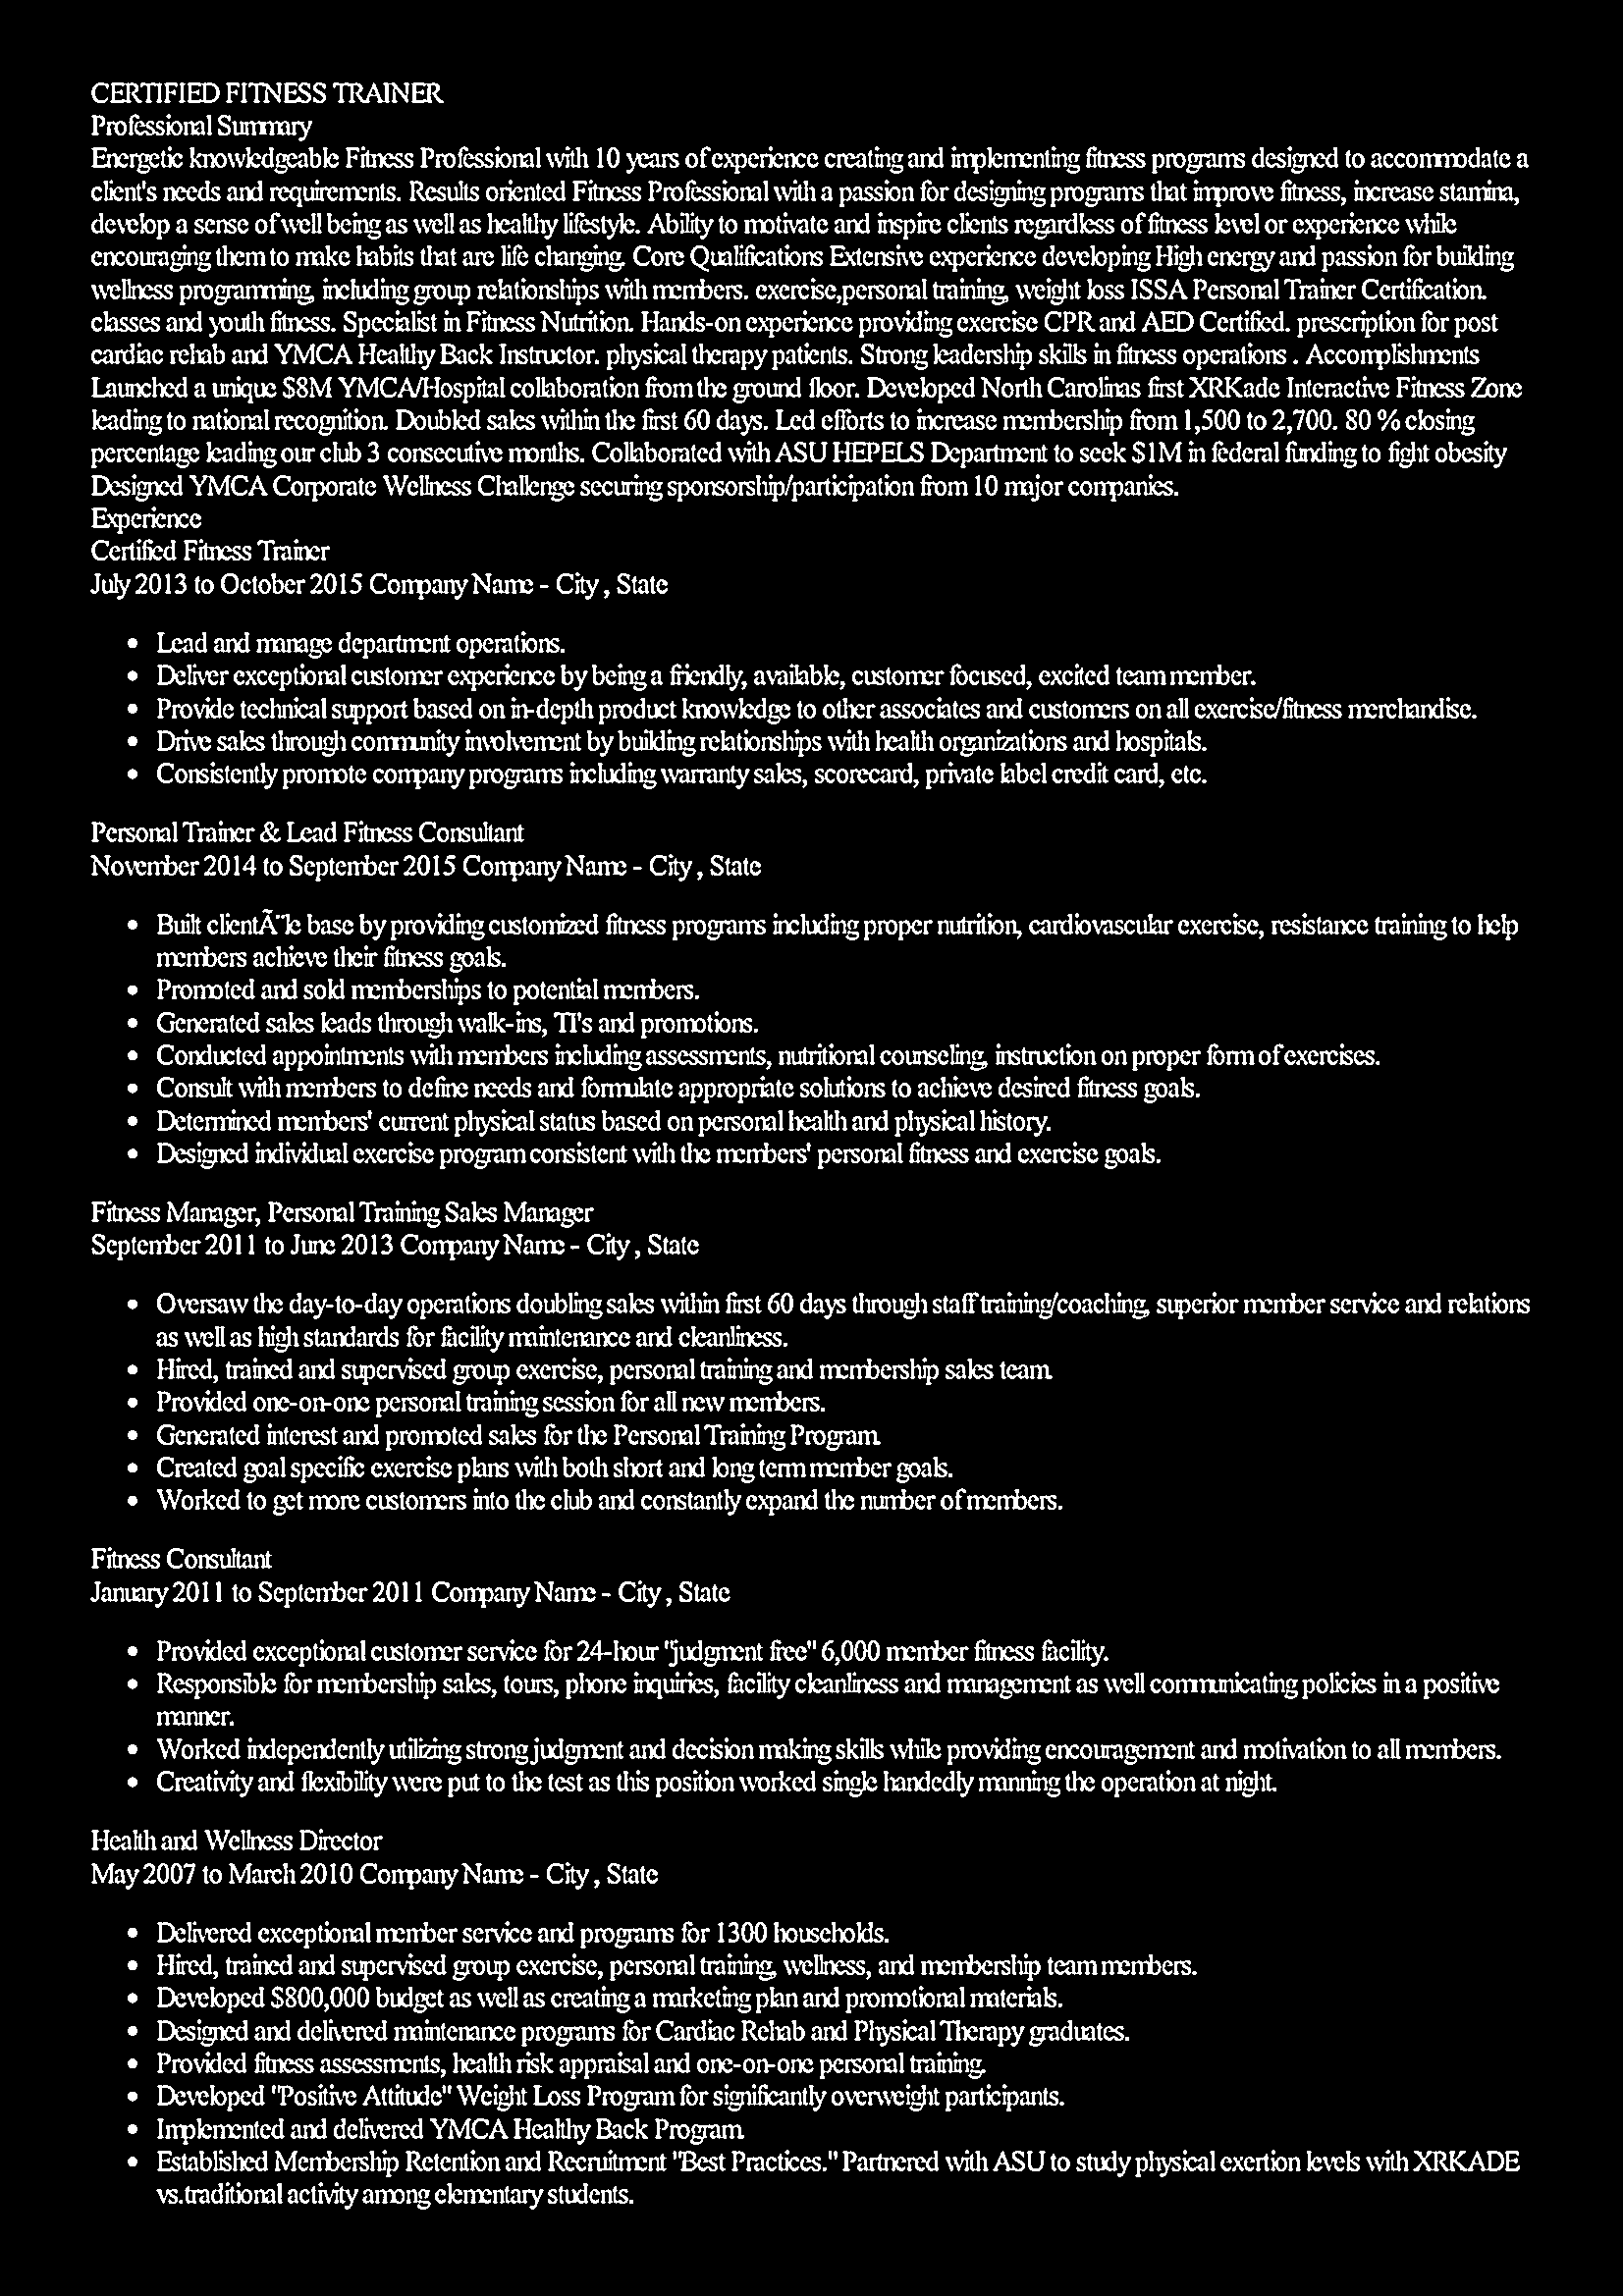 CERTIFIED FITNESS TRAINER
Professional Summary
Energetic knowledgeable Fitness Professional with 10 years of experience creating and implementing fitness programs designed to accommodate a
client's needs and requirements. Results oriented Fitness Professional with a passion for designing programs that improve fitness, increase stamina,
develop a sense of well being as well as healthy lifestyle. Ability to motivate and inspire clients regardless of fitness level or experience while
encouraging them to make habits that are life changing. Core Qualifications Extensive experience developing High energy and passion for building
wellness programming, including group relationships with members. exercise,personal training, weight loss ISSA Personal Trainer Certification.
classes and youth fitness. Specialist in Fitness Nutrition. Hands-on experience providing exercise CPR and AED Certified. prescription for post
cardiac rehab and YMCA Healthy Back Instructor. physical therapy patients. Strong leadership skills in fitness operations . Accomplishments
Launched a unique $8M YMCA/Hospital collaboration from the ground floor. Developed North Carolinas first XRKade Interactive Fitness Zone
leading to national recognition. Doubled sales within the first 60 days. Led efforts to increase membership from 1,500 to 2,700. 80 % closing
percentage leading our club 3 consecutive months. Collaborated with ASU HEPELS Department to seek $1M in federal funding to fight obesity
Designed YMCA Corporate Wellness Challenge securing sponsorship/participation from 10 major companies.
Experience
Certified Fitness Trainer
July 2013 to October 2015 Company Name - City , State
• Lead and manage department operations.
• Deliver exceptional customer experience by being a friendly, available, customer focused, excited team member.
• Provide technical support based on in-depth product knowledge to other associates and customers on all exercise/fitness merchandise.
• Drive sales through community involvement by building relationships with health organizations and hospitals.
• Consistently promote company programs including warranty sales, scorecard, private label credit card, etc.
Personal Trainer & Lead Fitness Consultant
November 2014 to September 2015 Company Name - City , State
• Built clientÃ¨le base by providing customized fitness programs including proper nutrition, cardiovascular exercise, resistance training to help
members achieve their fitness goals.
• Promoted and sold memberships to potential members.
• Generated sales leads through walk-ins, TI's and promotions.
• Conducted appointments with members including assessments, nutritional counseling, instruction on proper form of exercises.
• Consult with members to define needs and formulate appropriate solutions to achieve desired fitness goals.
• Determined members' current physical status based on personal health and physical history.
• Designed individual exercise program consistent with the members' personal fitness and exercise goals.
Fitness Manager, Personal Training Sales Manager
September 2011 to June 2013 Company Name - City , State
• Oversaw the day-to-day operations doubling sales within first 60 days through staff training/coaching, superior member service and relations
as well as high standards for facility maintenance and cleanliness.
• Hired, trained and supervised group exercise, personal training and membership sales team.
• Provided one-on-one personal training session for all new members.
• Generated interest and promoted sales for the Personal Training Program.
• Created goal specific exercise plans with both short and long term member goals.
• Worked to get more customers into the club and constantly expand the number of members.
Fitness Consultant
January 2011 to September 2011 Company Name - City , State
• Provided exceptional customer service for 24-hour "judgment free" 6,000 member fitness facility.
• Responsible for membership sales, tours, phone inquiries, facility cleanliness and management as well communicating policies in a positive
manner.
• Worked independently utilizing strong judgment and decision making skills while providing encouragement and motivation to all members.
• Creativity and flexibility were put to the test as this position worked single handedly manning the operation at night.
Health and Wellness Director
May 2007 to March 2010 Company Name - City , State
• Delivered exceptional member service and programs for 1300 households.
• Hired, trained and supervised group exercise, personal training, wellness, and membership team members.
• Developed $800,000 budget as well as creating a marketing plan and promotional materials.
• Designed and delivered maintenance programs for Cardiac Rehab and Physical Therapy graduates.
• Provided fitness assessments, health risk appraisal and one-on-one personal training.
• Developed "Positive Attitude" Weight Loss Program for significantly overweight participants.
• Implemented and delivered YMCA Healthy Back Program.
• Established Membership Retention and Recruitment "Best Practices." Partnered with ASU to study physical exertion levels with XRKADE
vs.traditional activity among elementary students.